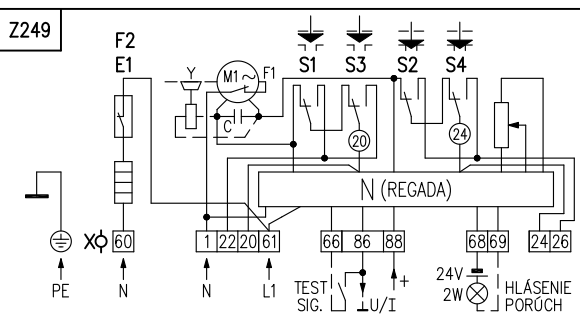 Z249
F2
E1
Y
M1 ~
F1
C
S1 S3 S2 S4
20
24
N (REGADA)
X 60 1 22 20 61 66 86 88 68 69 24 26
PE N N L1
TEST
SIG.
U/I
+
24V
2W
HLÁSENIE
PORÚCH